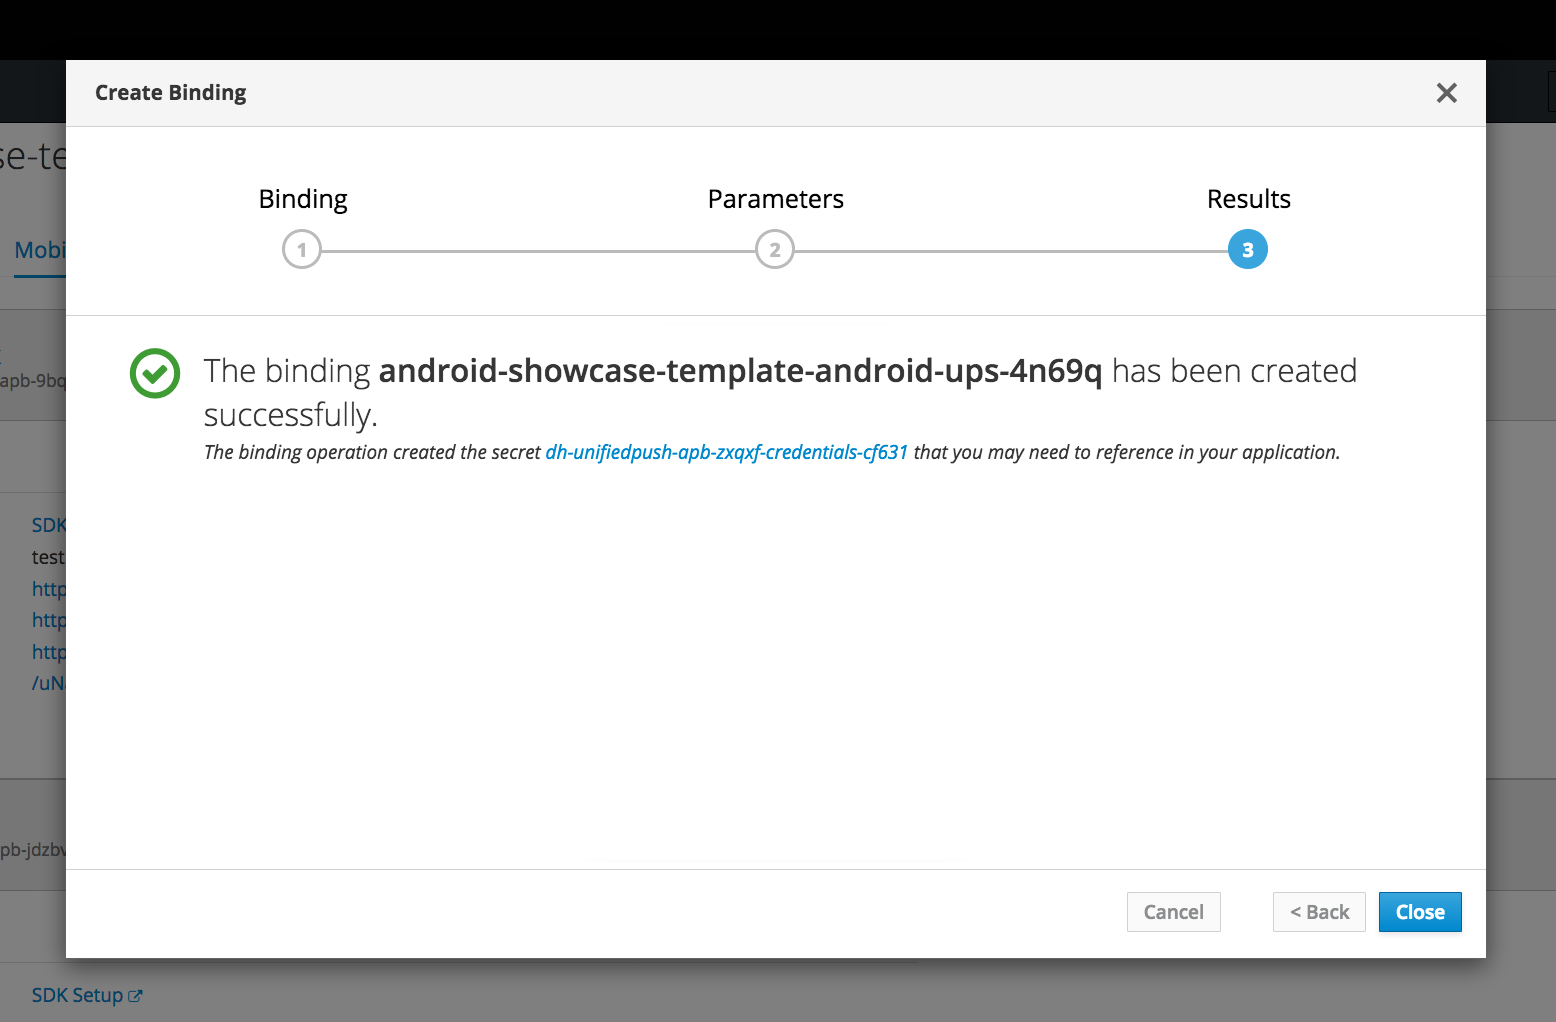 Create Binding
se-te
Binding
Parameters
Results
Mobi
1
2
3
The binding android-showcase-template-android-ups-4n69q has been created
successfully.
apb-9bq
The binding operation created the secret dh-unifiedpush-apb-zxqxf-credentials-cf631 that you may need to reference in your application.
SDK
test
http
http
http
/uN
pb-jdzbv
Cancel
< Back
Close
SDK Setup